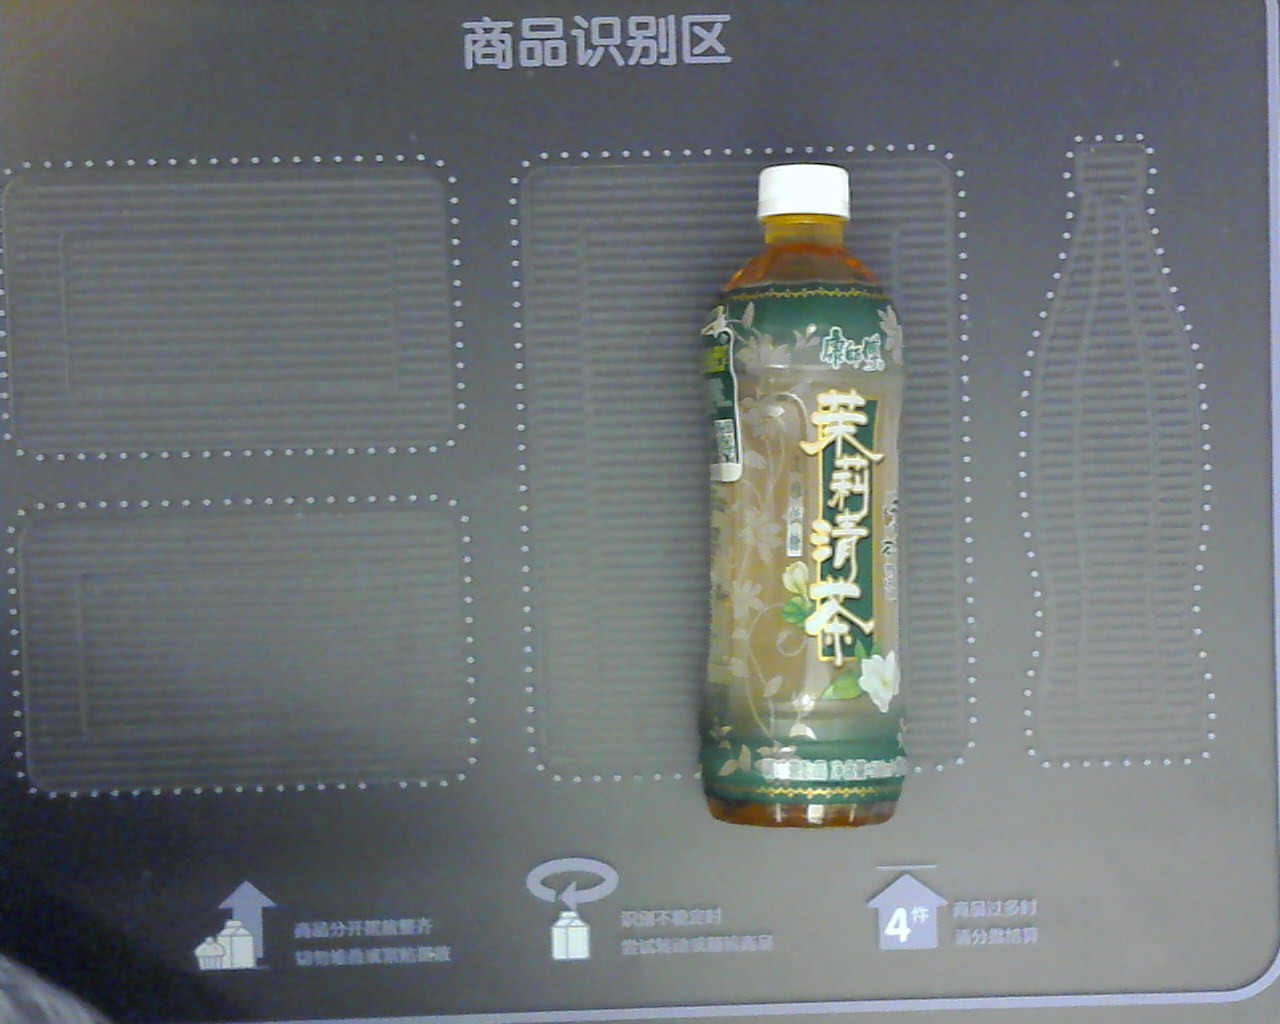 商品识别区
康师傅
茉莉清茶
商品分开摆放整齐
切勿堆叠或紧贴摆放
识别不稳定时
尝试转动或翻转商品
4件
商品过多时
请分批结算